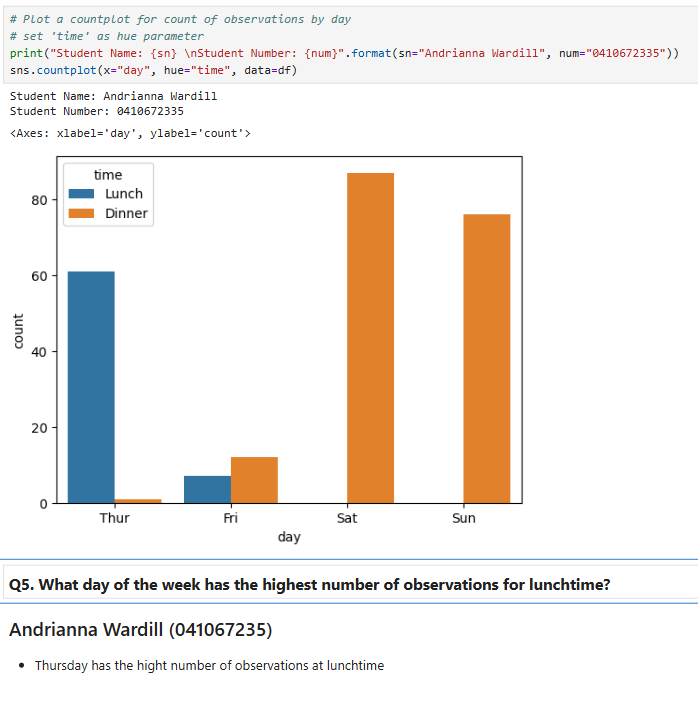 # Plot a countplot for count of observations by day
# set 'time' as hue parameter
print("Student Name: {sn} \nStudent Number: {num}".format(sn="Andrianna Wardill", num="0410672335"))
sns.countplot(x="day", hue="time", data=df)
Student Name: Andrianna Wardill
Student Number: 0410672335
<Axes: xlabel='day', ylabel='count'>
time
Lunch
Dinner
80
60
40
20
0
count
Thur Fri Sat Sun
day
Q5. What day of the week has the highest number of observations for lunchtime?
Andrianna Wardill (041067235)
• Thursday has the hight number of observations at lunchtime